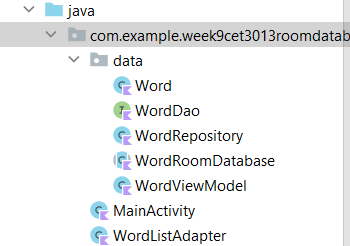 java
com.example.week9cet3013roomdatab
data
Word
WordDao
WordRepository
WordRoomDatabase
WordViewModel
MainActivity
WordListAdapter